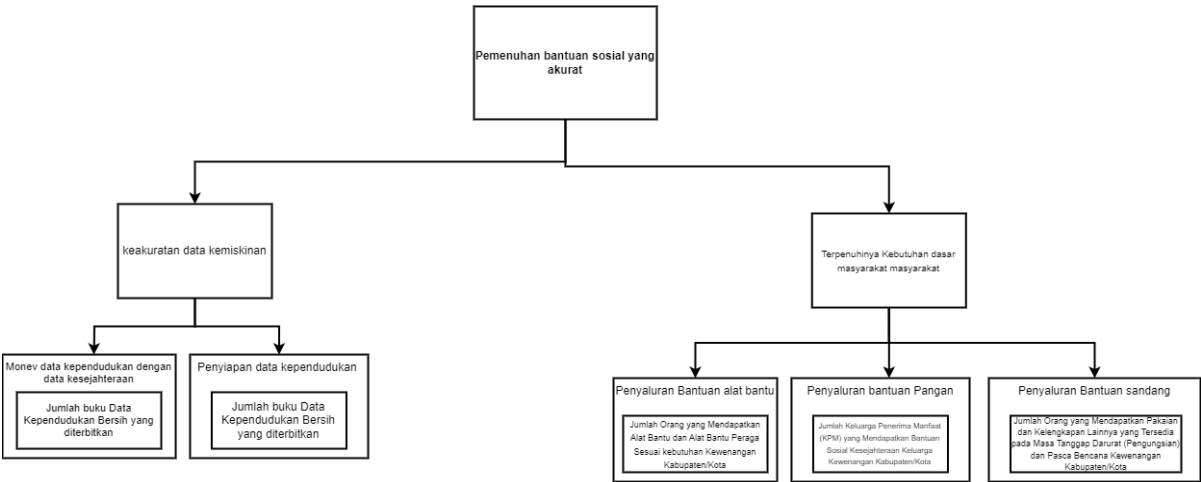 Pemenuhan bantuan sosial yang
akurat
keakuratan data kemiskinan
Terpenuhinya Kebutuhan dasar
masyarakat masyarakat
Monev data kependudukan dengan
data kesejahteraan
Jumlah buku Data
Kependudukan Bersih yang
diterbitkan
Penyiapan data kependudukan
Jumlah buku Data
Kependudukan Bersih
yang diterbitkan
Penyaluran Bantuan alat bantu
Jumlah Orang yang Mendapatkan
Alat Bantu dan Alat Bantu Peraga
Sesuai kebutuhan Kewenangan
Kabupaten/Kota
Penyaluran bantuan Pangan
Jumlah Keluarga Penerima Manfaat
(KPM) yang Mendapatkan Bantuan
Sosial Kesejahteraan Keluarga
Kewenangan Kabupaten/Kota
Penyaluran Bantuan sandang
Jumlah Orang yang Mendapatkan Pakaian
dan Kelengkapan Lainnya yang Tersedia
pada Masa Tanggap Darurat (Pengungsian)
dan Pasca Bencana Kewenangan
Kabupaten/Kota